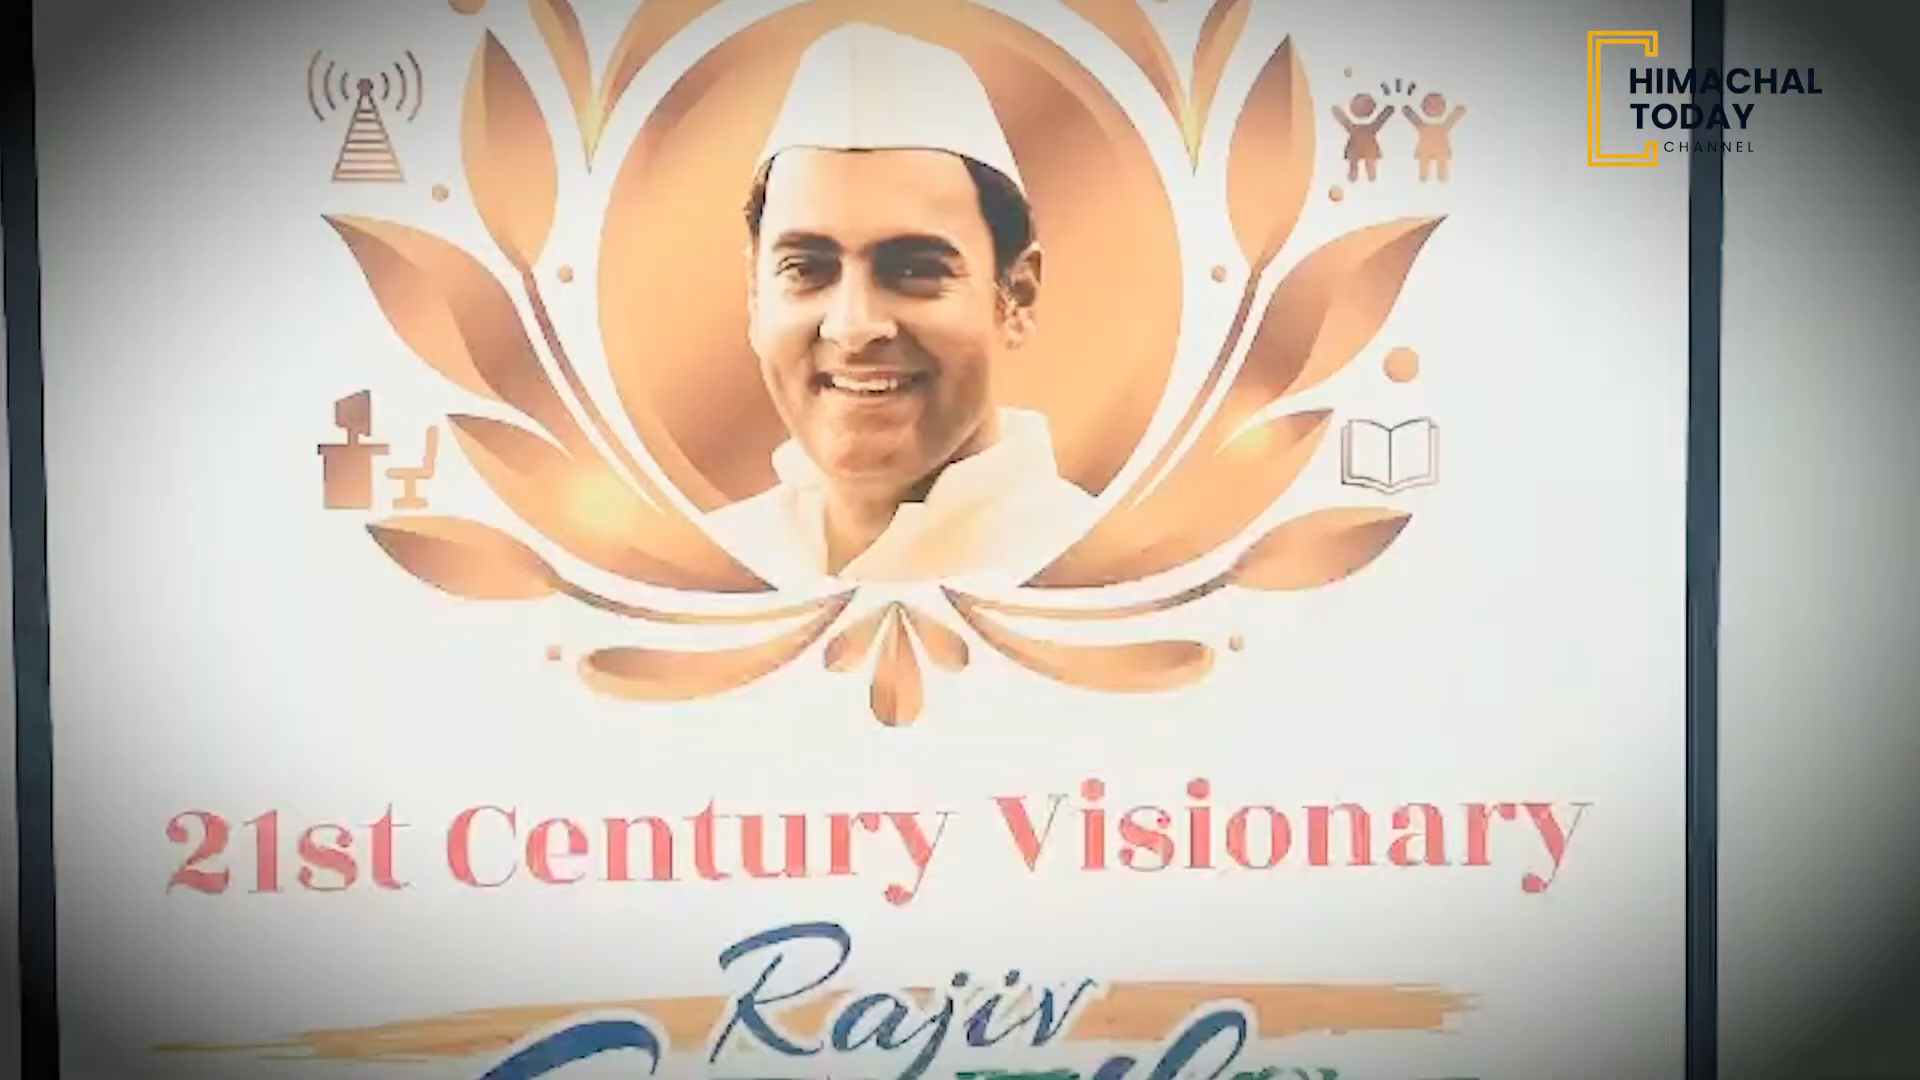 HIMACHAL
TODAY
CHANNEL
21st Century Visionary
Rajiv